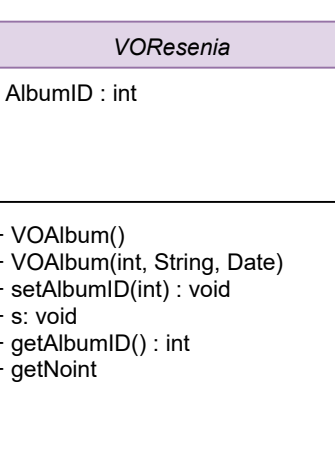 VOResenia
AlbumID : int
- VOAlbum()
- VOAlbum(int, String, Date)
- setAlbumID(int) : void
- s: void
- getAlbumID() : int
- getNoint